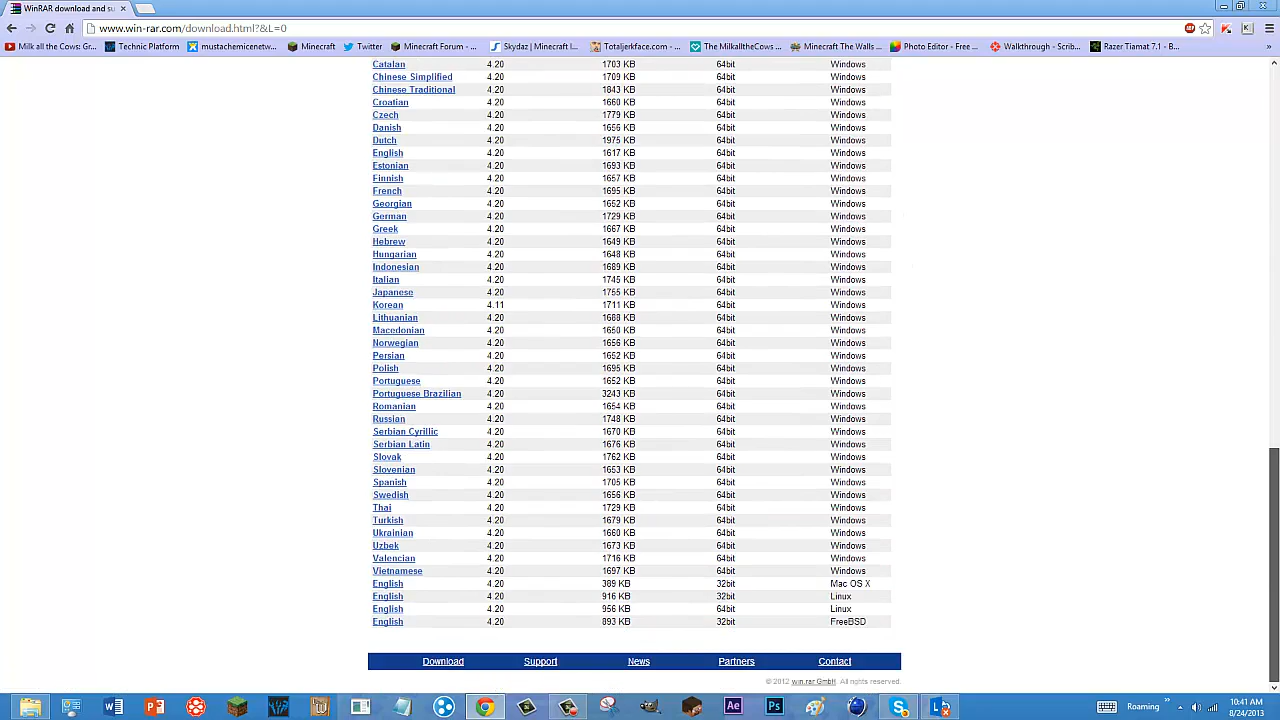 WinRAR download and su
www.win-rar.com/download.html?&L=0
Milk all the Cows: Gr... Technic Platform mustachemicenetw... Minecraft Twitter Minecraft Forum - ... Skydaz | Minecraft I... Totaljerkface.com - ... The MilkalltheCows ... Minecraft The Walls ... Photo Editor - Free ... Walkthrough - Scrib... Razer Tiamat 7.1 - B... »
Catalan 4.20 1703 KB 64bit Windows
Chinese Simplified 4.20 1709 KB 64bit Windows
Chinese Traditional 4.20 1843 KB 64bit Windows
Croatian 4.20 1660 KB 64bit Windows
Czech 4.20 1779 KB 64bit Windows
Danish 4.20 1656 KB 64bit Windows
Dutch 4.20 1975 KB 64bit Windows
English 4.20 1617 KB 64bit Windows
Estonian 4.20 1693 KB 64bit Windows
Finnish 4.20 1657 KB 64bit Windows
French 4.20 1695 KB 64bit Windows
Georgian 4.20 1652 KB 64bit Windows
German 4.20 1729 KB 64bit Windows
Greek 4.20 1667 KB 64bit Windows
Hebrew 4.20 1649 KB 64bit Windows
Hungarian 4.20 1648 KB 64bit Windows
Indonesian 4.20 1689 KB 64bit Windows
Italian 4.20 1745 KB 64bit Windows
Japanese 4.20 1755 KB 64bit Windows
Korean 4.11 1711 KB 64bit Windows
Lithuanian 4.20 1688 KB 64bit Windows
Macedonian 4.20 1650 KB 64bit Windows
Norwegian 4.20 1656 KB 64bit Windows
Persian 4.20 1652 KB 64bit Windows
Polish 4.20 1695 KB 64bit Windows
Portuguese 4.20 1652 KB 64bit Windows
Portuguese Brazilian 4.20 3243 KB 64bit Windows
Romanian 4.20 1654 KB 64bit Windows
Russian 4.20 1748 KB 64bit Windows
Serbian Cyrillic 4.20 1670 KB 64bit Windows
Serbian Latin 4.20 1676 KB 64bit Windows
Slovak 4.20 1762 KB 64bit Windows
Slovenian 4.20 1653 KB 64bit Windows
Spanish 4.20 1705 KB 64bit Windows
Swedish 4.20 1656 KB 64bit Windows
Thai 4.20 1729 KB 64bit Windows
Turkish 4.20 1679 KB 64bit Windows
Ukrainian 4.20 1660 KB 64bit Windows
Uzbek 4.20 1673 KB 64bit Windows
Valencian 4.20 1716 KB 64bit Windows
Vietnamese 4.20 1697 KB 64bit Windows
English 4.20 389 KB 32bit Mac OS X
English 4.20 916 KB 32bit Linux
English 4.20 956 KB 64bit Linux
English 4.20 893 KB 32bit FreeBSD
Download Support News Partners Contact
© 2012 win.rar GmbH. All rights reserved.
Ae Ps Roaming » 10:41 AM
8/24/2013